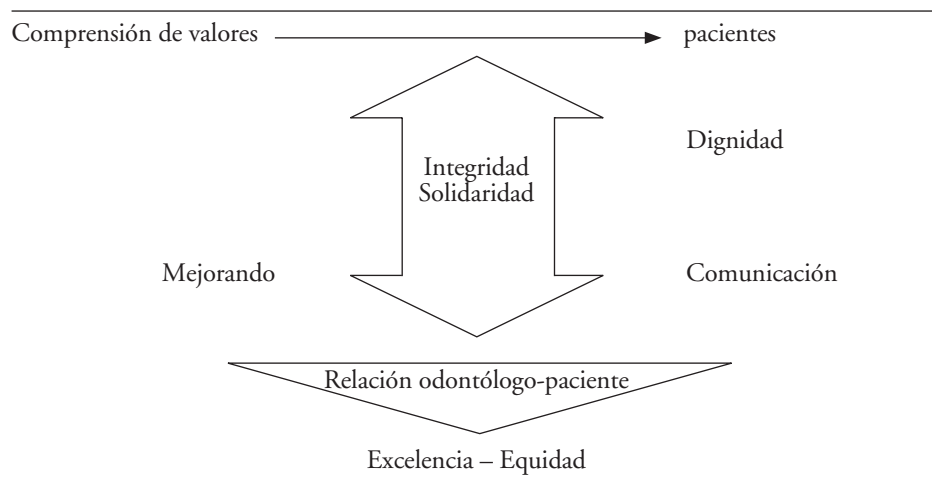 Comprensión de valores pacientes
Dignidad
Integridad
Solidaridad
Mejorando Comunicación
Relación odontólogo-paciente
Excelencia – Equidad